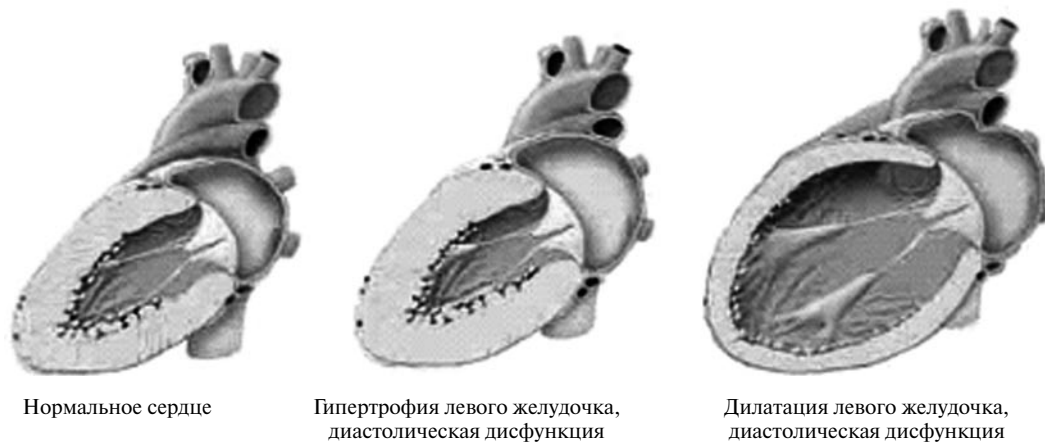 Нормальное сердце
Гипертрофия левого желудочка,
диастолическая дисфункция
Дилатация левого желудочка,
диастолическая дисфункция